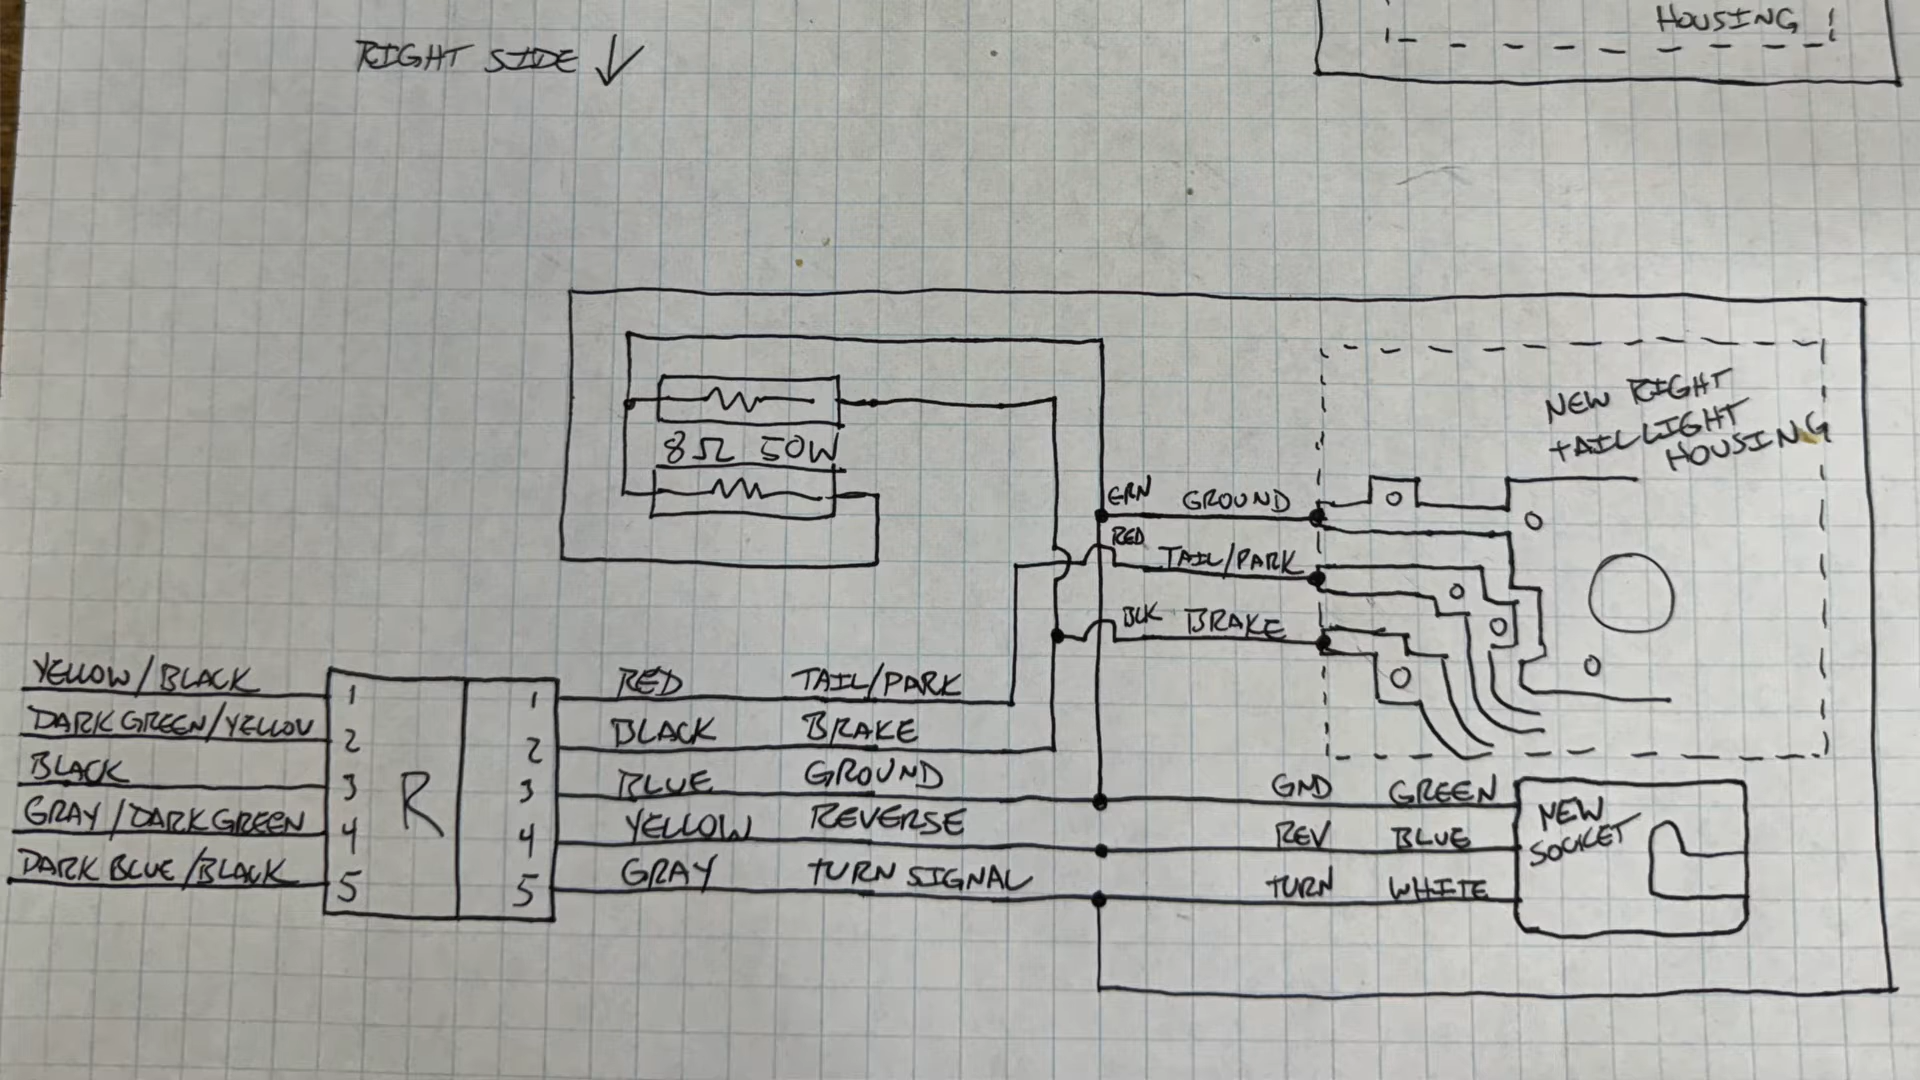 HOUSING
RIGHT SIDE ↓
NEW RIGHT
TAILLIGHT
HOUSING
8Ω 50W
GRN GROUND
RED TAIL/PARK
BLK BRAKE
YELLOW/BLACK 1 1 RED TAIL/PARK
DARK GREEN/YELLOW 2 2 BLACK BRAKE
BLACK 3 3 BLUE GROUND GND GREEN
R
GRAY/DARK GREEN 4 4 YELLOW REVERSE REV BLUE
NEW
SOCKET
DARK BLUE/BLACK 5 5 GRAY TURN SIGNAL TURN WHITE